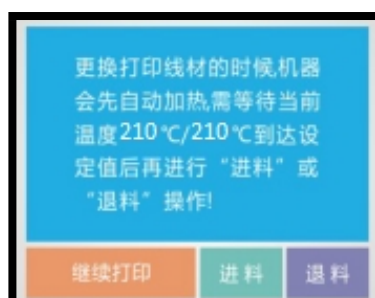 更换打印线材的时候,机器
会先自动加热,需等待当前
温度210℃/210℃到达设
定值后再进行“进料”或
“退料”操作!
继续打印 进料 退料